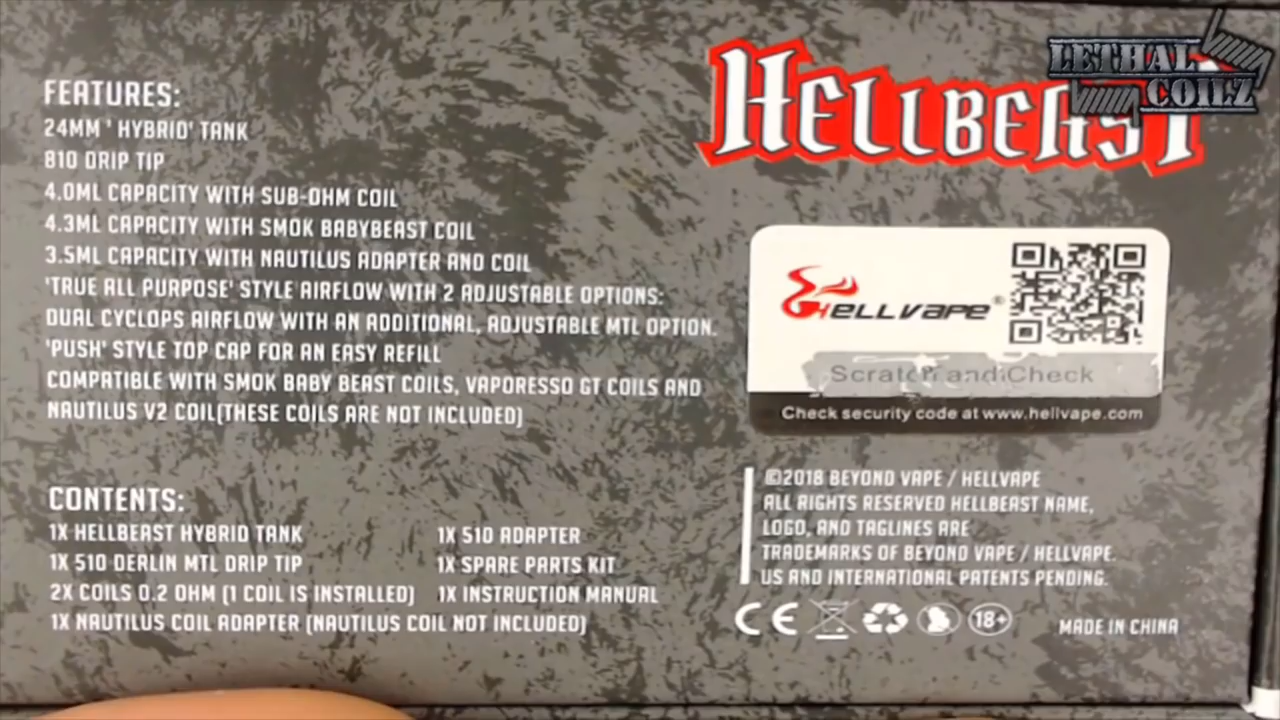 FEATURES:
24MM ' HYBRID' TANK
810 DRIP TIP
4.0ML CAPACITY WITH SUB-OHM COIL
4.3ML CAPACITY WITH SMOK BABYBEAST COIL
3.5ML CAPACITY WITH NAUTILUS ADAPTER AND COIL
'TRUE ALL PURPOSE' STYLE AIRFLOW WITH 2 ADJUSTABLE OPTIONS:
DUAL CYCLOPS AIRFLOW WITH AN ADDITIONAL, ADJUSTABLE MTL OPTION.
'PUSH' STYLE TOP CAP FOR AN EASY REFILL
COMPATIBLE WITH SMOK BABY BEAST COILS, VAPORESSO GT COILS AND
NAUTILUS V2 COIL(THESE COILS ARE NOT INCLUDED)
CONTENTS:
1X HELLBEAST HYBRID TANK
1X 510 DERLIN MTL DRIP TIP
2X COILS 0.2 OHM (1 COIL IS INSTALLED)
1X NAUTILUS COIL ADAPTER (NAUTILUS COIL NOT INCLUDED)
1X 510 ADAPTER
1X SPARE PARTS KIT
1X INSTRUCTION MANUAL
HELLBEAST
LETHAL
COILZ
HELLVAPE®
Scratch and Check
Check security code at www.hellvape.com
©2018 BEYOND VAPE / HELLVAPE
ALL RIGHTS RESERVED HELLBEAST NAME,
LOGO, AND TAGLINES ARE
TRADEMARKS OF BEYOND VAPE / HELLVAPE.
US AND INTERNATIONAL PATENTS PENDING.
CE 18+ MADE IN CHINA